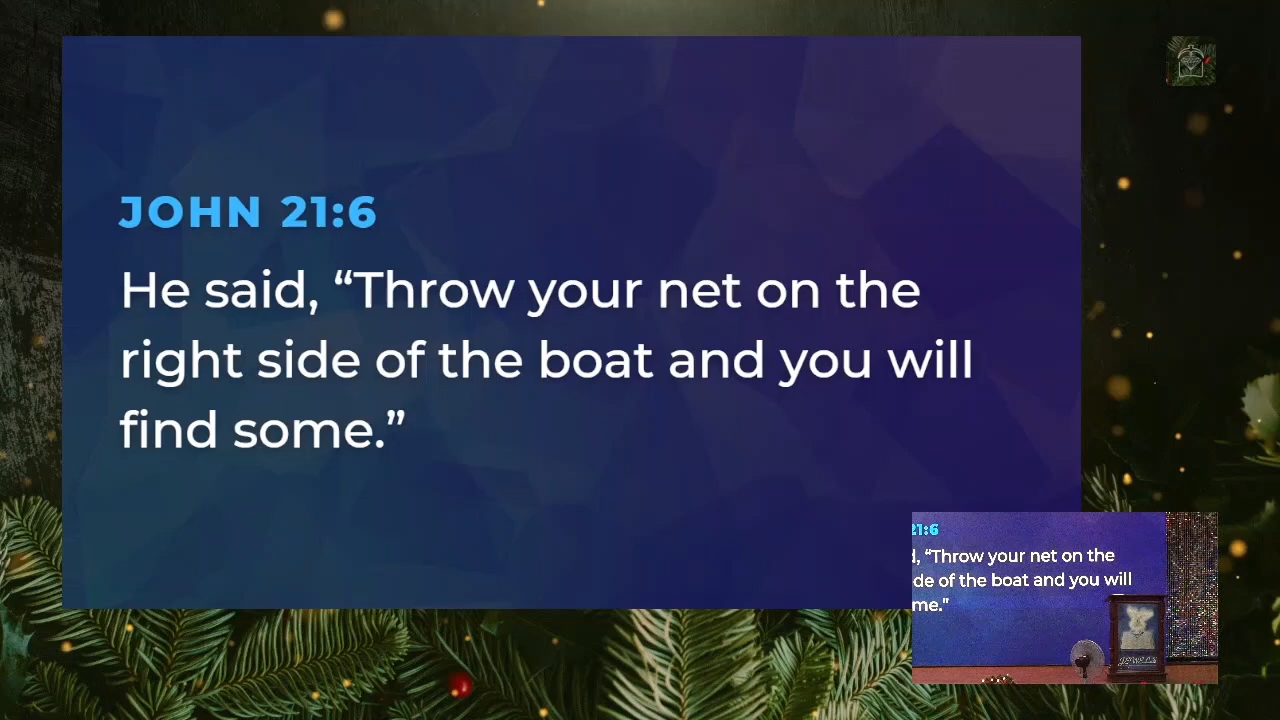 JOHN 21:6
He said, “Throw your net on the
right side of the boat and you will
find some.”
21:6
d, “Throw your net on the
de of the boat and you will
me.”